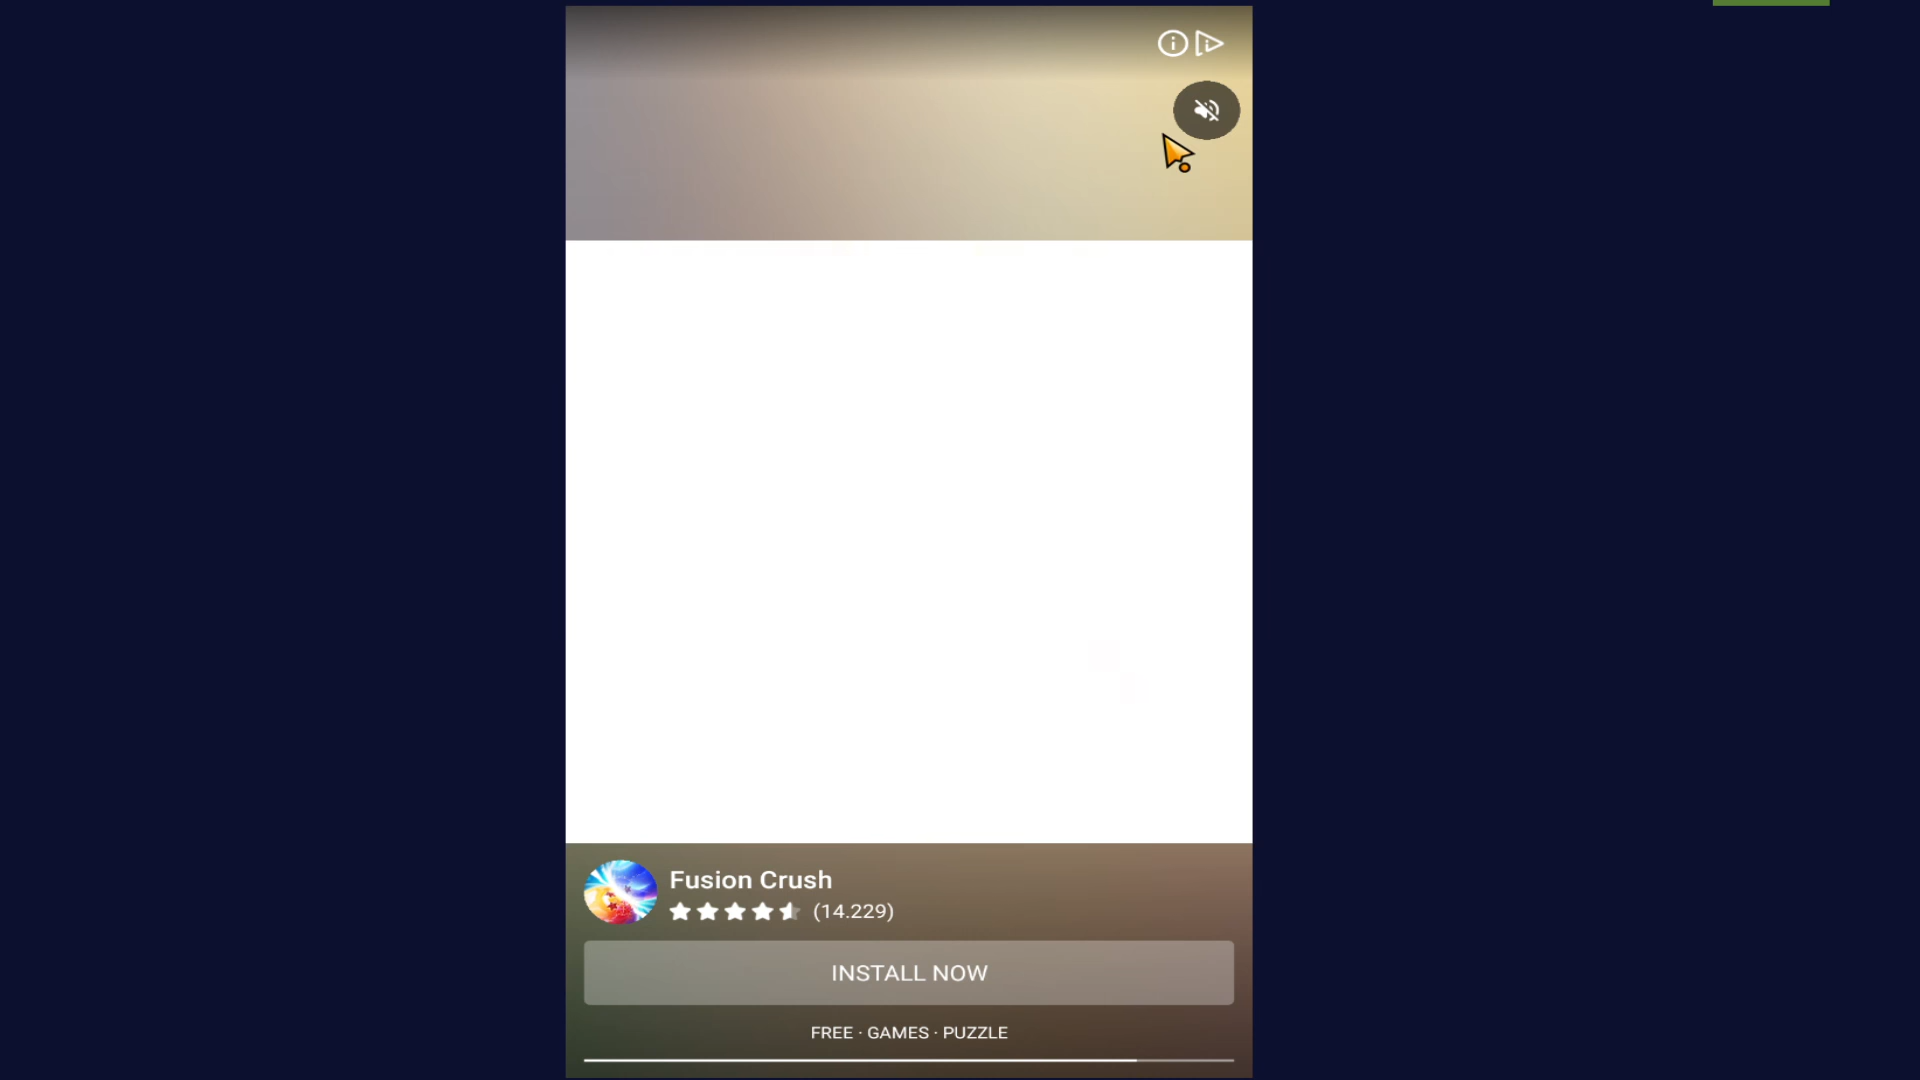 Fusion Crush
(14.229)
INSTALL NOW
FREE · GAMES · PUZZLE